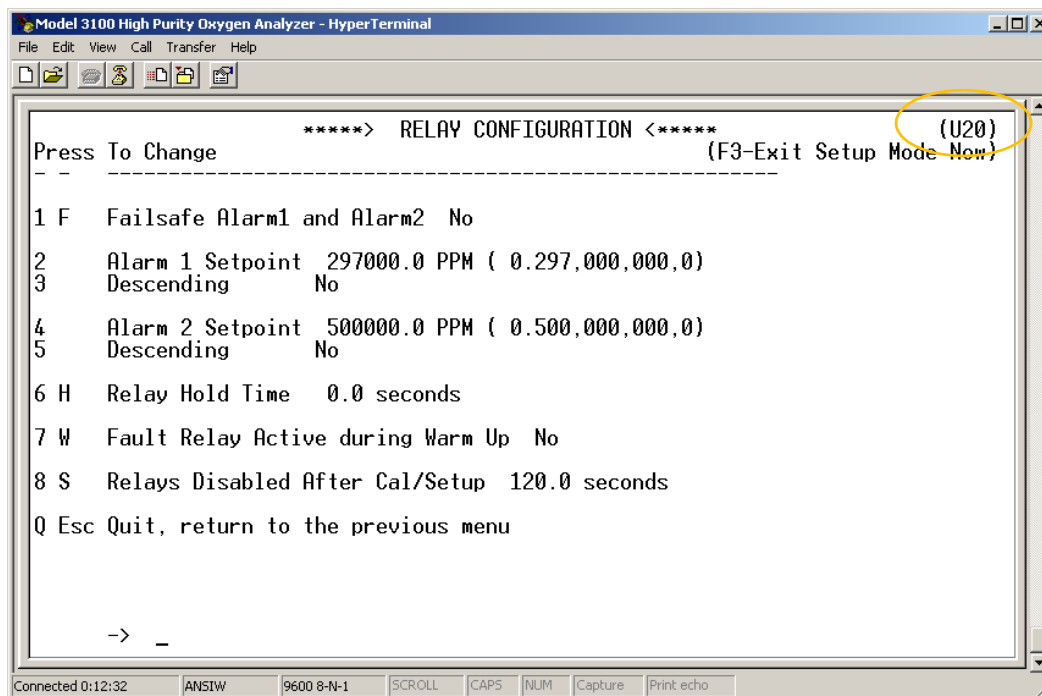 Model 3100 High Purity Oxygen Analyzer - HyperTerminal
File Edit View Call Transfer Help
*****> RELAY CONFIGURATION <***** (U20)
Press To Change (F3-Exit Setup Mode Now)
- - -------------------------------------------------------
1 F Failsafe Alarm1 and Alarm2 No
2 Alarm 1 Setpoint 297000.0 PPM ( 0.297,000,000,0)
3 Descending No
4 Alarm 2 Setpoint 500000.0 PPM ( 0.500,000,000,0)
5 Descending No
6 H Relay Hold Time 0.0 seconds
7 W Fault Relay Active during Warm Up No
8 S Relays Disabled After Cal/Setup 120.0 seconds
Q Esc Quit, return to the previous menu
-> _
Connected 0:12:32 ANSIW 9600 8-N-1 SCROLL CAPS NUM Capture Print echo